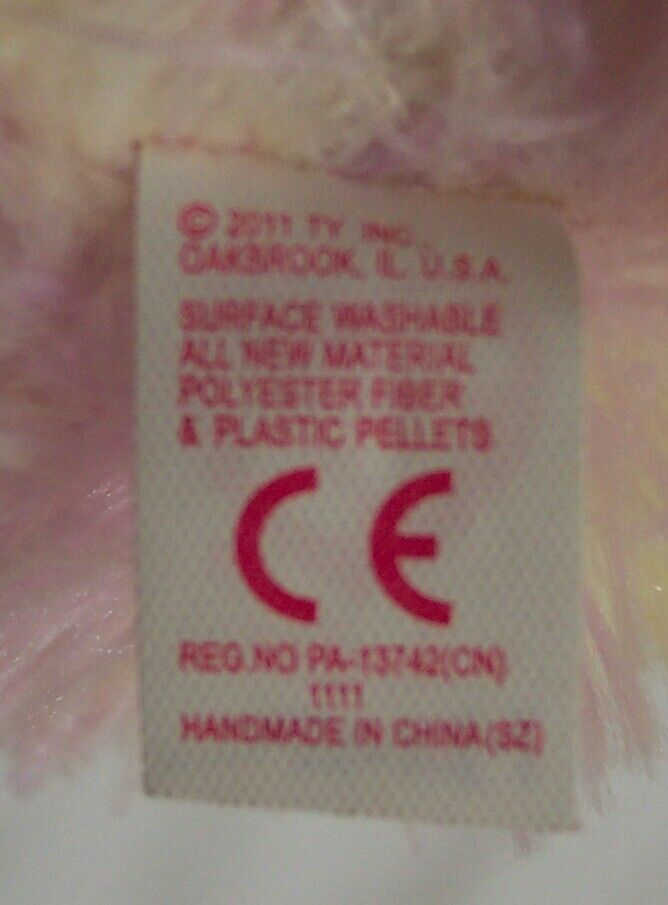 © 2011 TY INC.
OAKBROOK, IL. U.S.A.
SURFACE WASHABLE
ALL NEW MATERIAL
POLYESTER FIBER
& PLASTIC PELLETS
CE
REG.NO PA-13742(CN)
1111
HANDMADE IN CHINA(SZ)